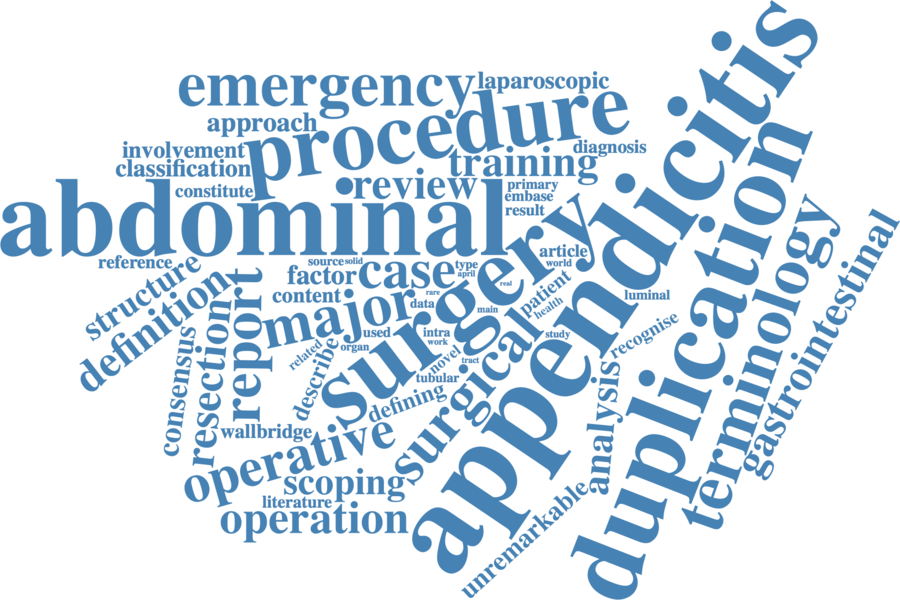 emergency
laparoscopic
approach
procedure
involvement
classification
training
diagnosis
constitute
review
primary
embase
result
abdominal
appendicitis
duplication
reference
source
solid
type
april
article
world
structure
factor
case
real
patient
health
luminal
terminology
gastrointestinal
definition
report
content
major
rare
data
main
surgery
consensus
resection
used
intra
work
study
recognise
related
organ
describe
novel
tract
tubular
defining
surgical
analysis
wallbridge
operative
scoping
literature
operation
unremarkable